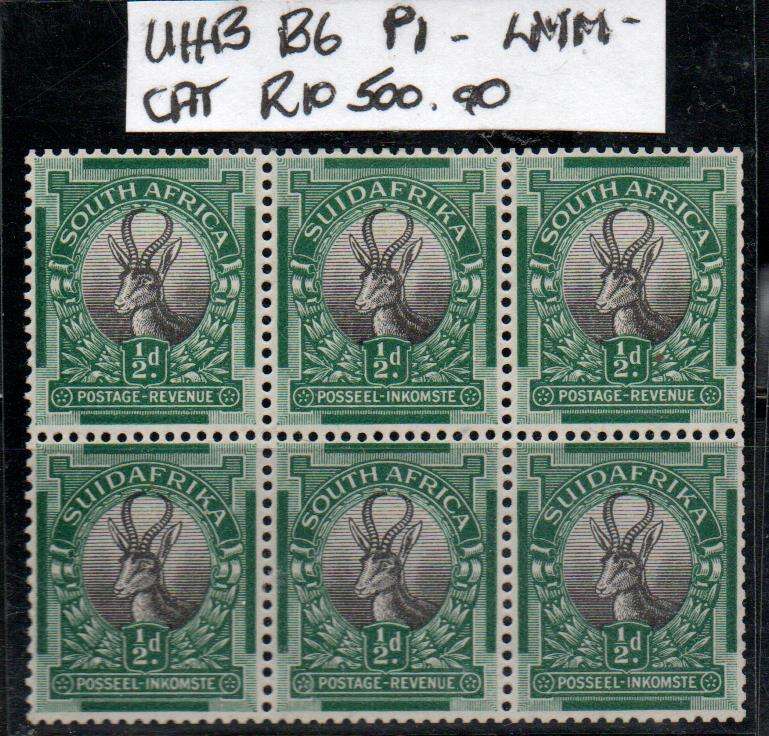 UHB B6 P1 - LMM -
CAT R10 500.00
SOUTH AFRICA SUIDAFRIKA SOUTH AFRICA
½d. ½d. ½d.
POSTAGE-REVENUE POSSEEL-INKOMSTE POSTAGE-REVENUE
SUIDAFRIKA SOUTH AFRICA SUIDAFRIKA
½d. ½d. ½d.
POSSEEL-INKOMSTE POSTAGE-REVENUE POSSEEL-INKOMSTE